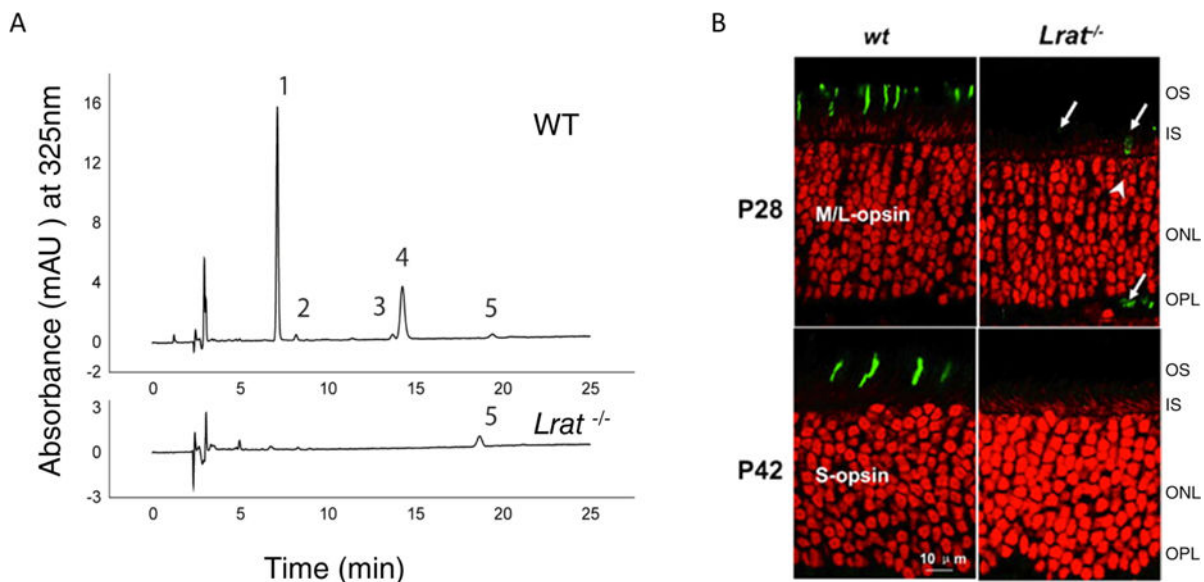 A
Absorbance (mAU ) at 325nm
16
12
8
4
0
-2
1
2
3
4
5
WT
0
5
10
15
20
25
3
0
-3
5
Lrat -/-
0
5
10
15
20
25
Time (min)
B
wt
Lrat-/-
P28
M/L-opsin
OS
IS
ONL
OPL
P42
S-opsin
10 μm
OS
IS
ONL
OPL